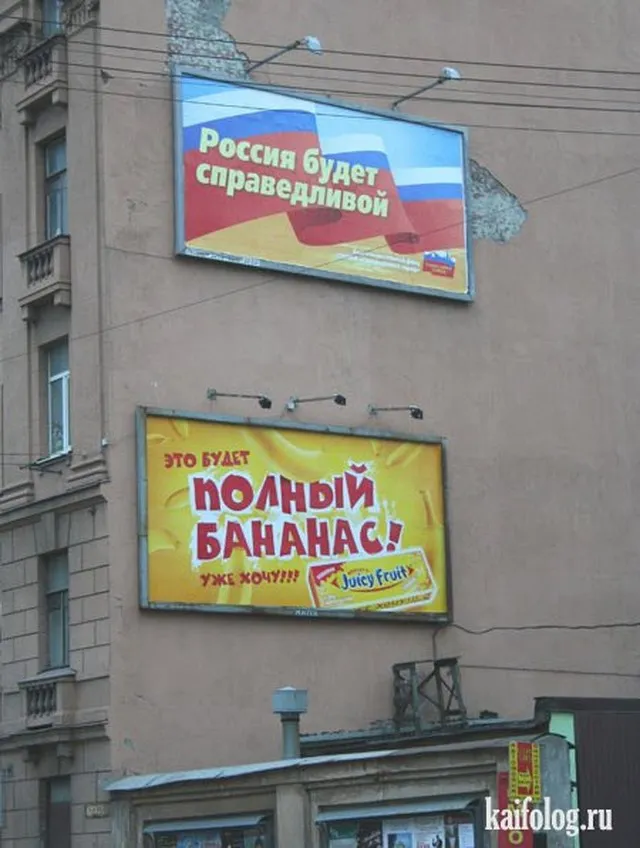 Россия будет
справедливой
ЭТО БУДЕТ
ПОЛНЫЙ
БАНАНАС!
УЖЕ ХОЧУ!!!
Juicy Fruit
kaifolog.ru